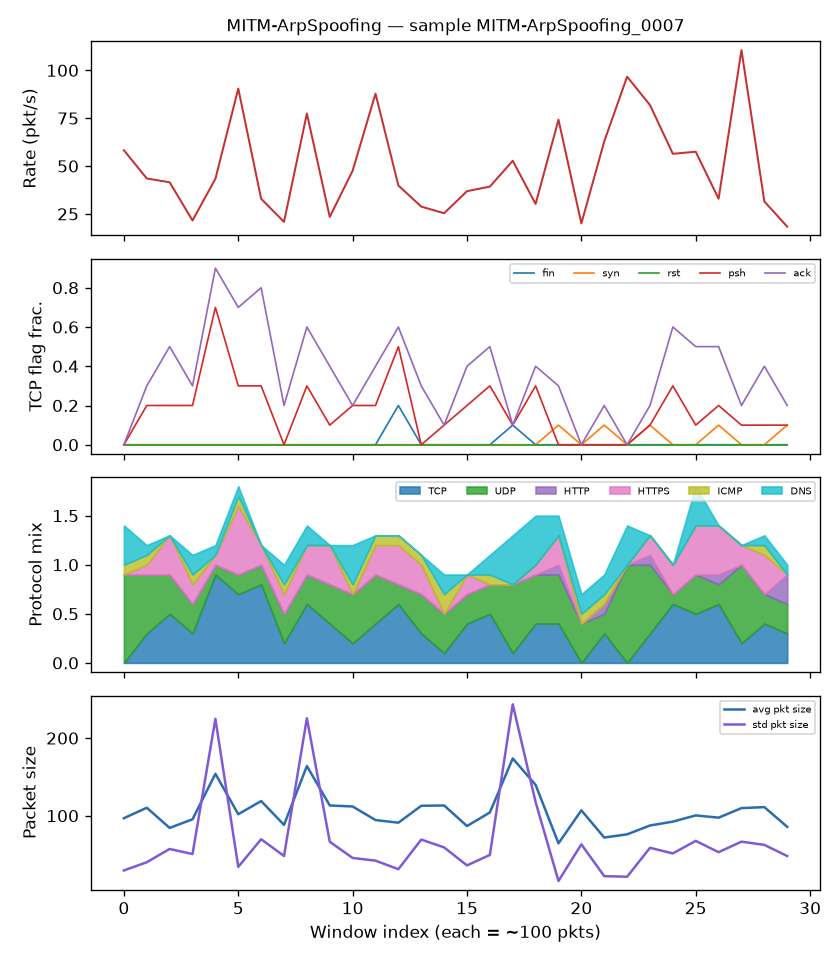 MITM-ArpSpoofing — sample MITM-ArpSpoofing_0007
Rate (pkt/s)
100
75
50
25
TCP flag frac.
0.8
0.6
0.4
0.2
0.0
fin syn rst psh ack
Protocol mix
1.5
1.0
0.5
0.0
TCP UDP HTTP HTTPS ICMP DNS
Packet size
200
100
avg pkt size
std pkt size
0 5 10 15 20 25 30
Window index (each = ~100 pkts)